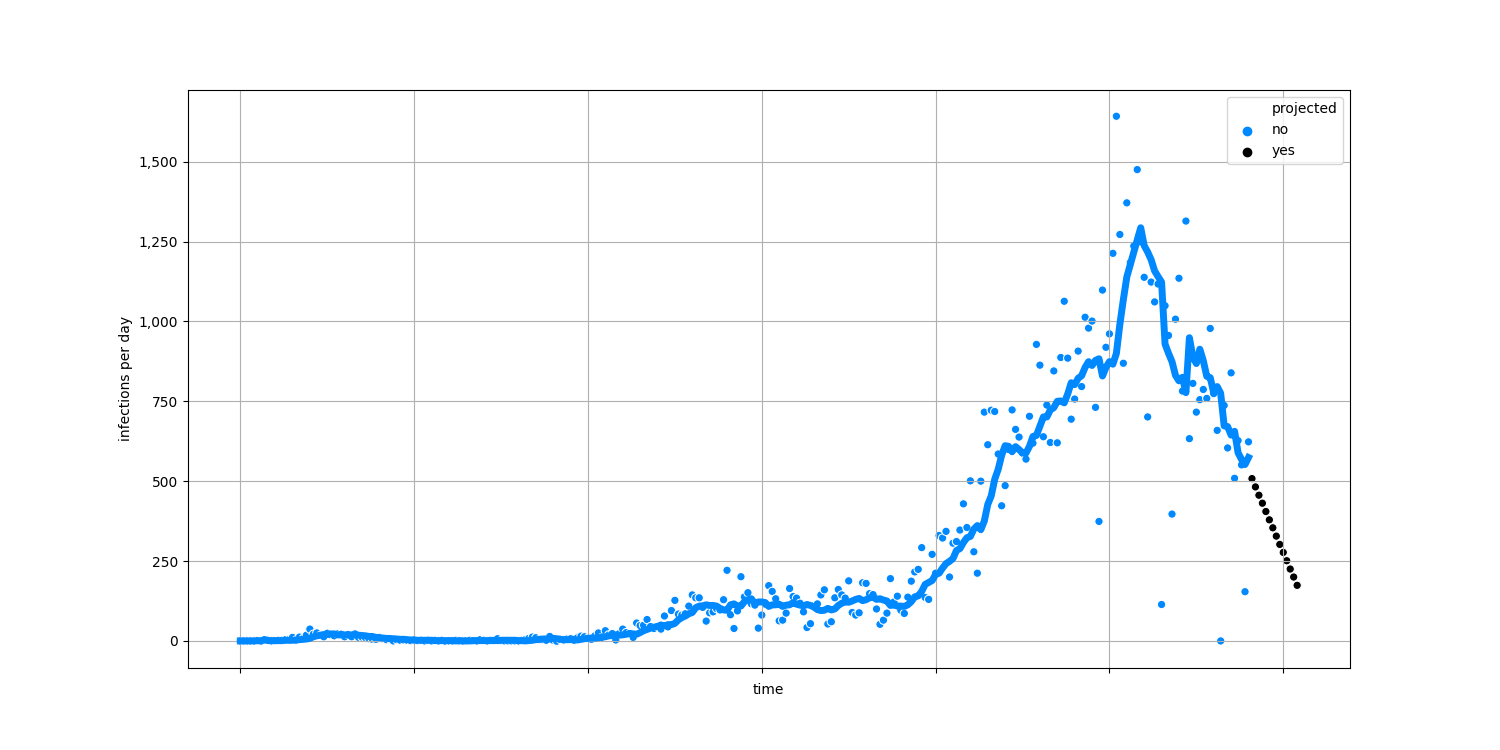 projected
no
yes
1,500
1,250
1,000
750
500
250
0
infections per day
time